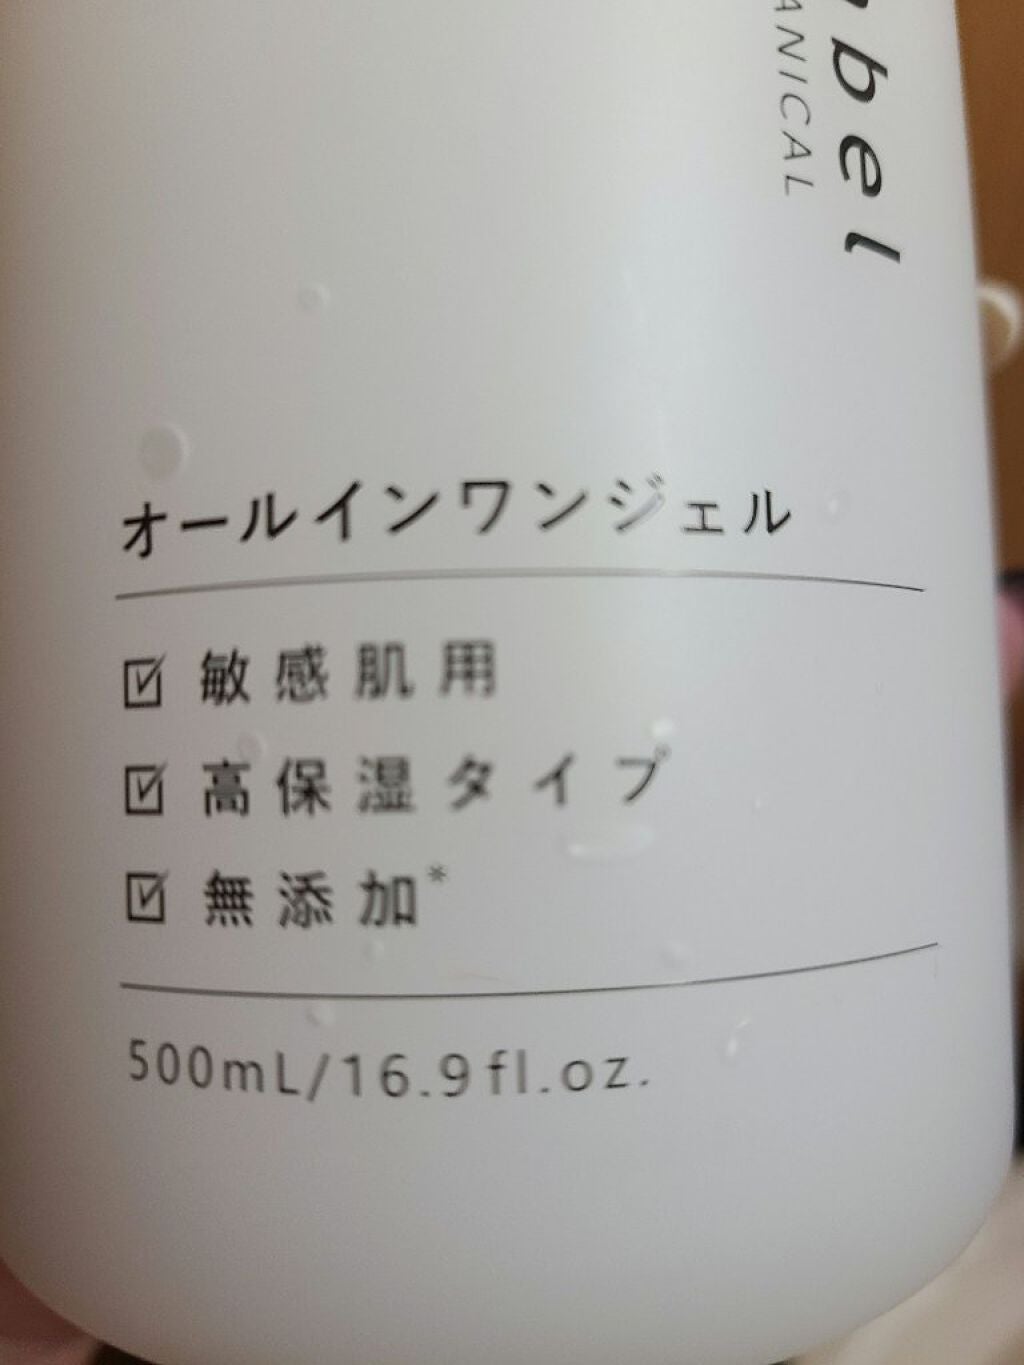 bel
ANICAL
オールインワンジェル
敏感肌用
高保湿タイプ
無添加*
500mL/16.9fl.oz.